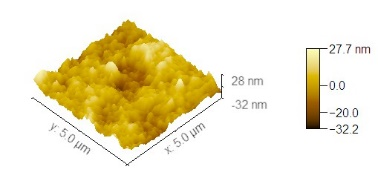 28 nm
-32 nm
y: 5.0 μm
x: 5.0 μm
27.7 nm
0.0
-20.0
-32.2